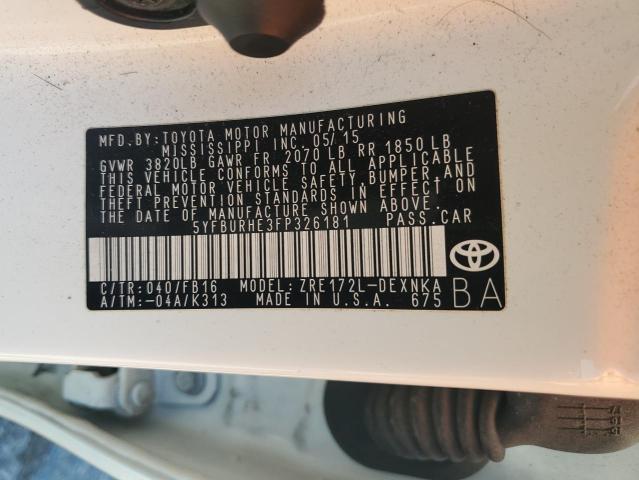 MFD. BY: TOYOTA MOTOR MANUFACTURING
MISSISSIPPI INC. 05/15
GVWR 3820LB GAWR FR 2070 LB RR 1850 LB
THIS VEHICLE CONFORMS TO ALL APPLICABLE
FEDERAL MOTOR VEHICLE SAFETY, BUMPER AND
THEFT PREVENTION STANDARDS IN EFFECT ON
THE DATE OF MANUFACTURE SHOWN ABOVE.
5YFBURHE3FP326181 PASS.CAR
C/TR: 040/FB16 MODEL: ZRE172L-DEXNKA
A/TM:-04A/K313 MADE IN U.S.A. 675
BA